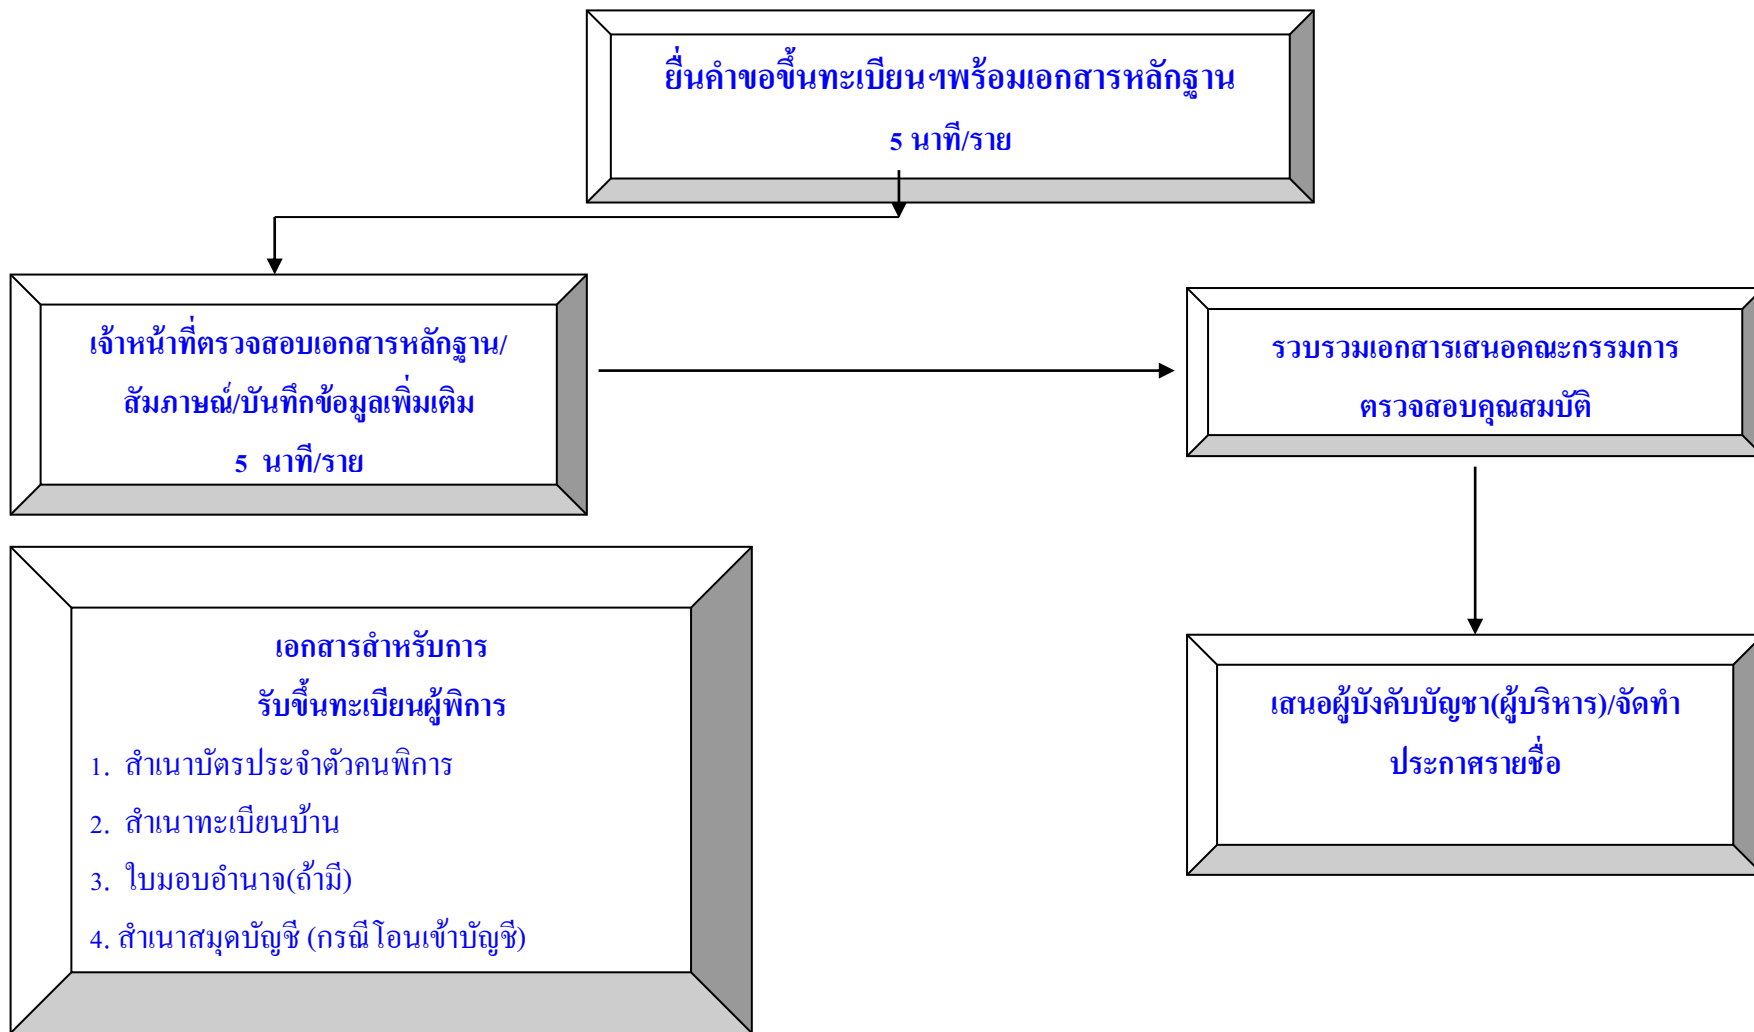 ยื่นคำขอขึ้นทะเบียนฯพร้อมเอกสารหลักฐาน
5 นาที/ราย
เจ้าหน้าที่ตรวจสอบเอกสารหลักฐาน/
สัมภาษณ์/บันทึกข้อมูลเพิ่มเติม
5 นาที/ราย
รวบรวมเอกสารเสนอคณะกรรมการ
ตรวจสอบคุณสมบัติ
เอกสารสำหรับการ
รับขึ้นทะเบียนผู้พิการ
1. สำเนาบัตรประจำตัวคนพิการ
2. สำเนาทะเบียนบ้าน
3. ใบมอบอำนาจ(ถ้ามี)
4. สำเนาสมุดบัญชี (กรณีโอนเข้าบัญชี)
เสนอผู้บังคับบัญชา(ผู้บริหาร)/จัดทำ
ประกาศรายชื่อ